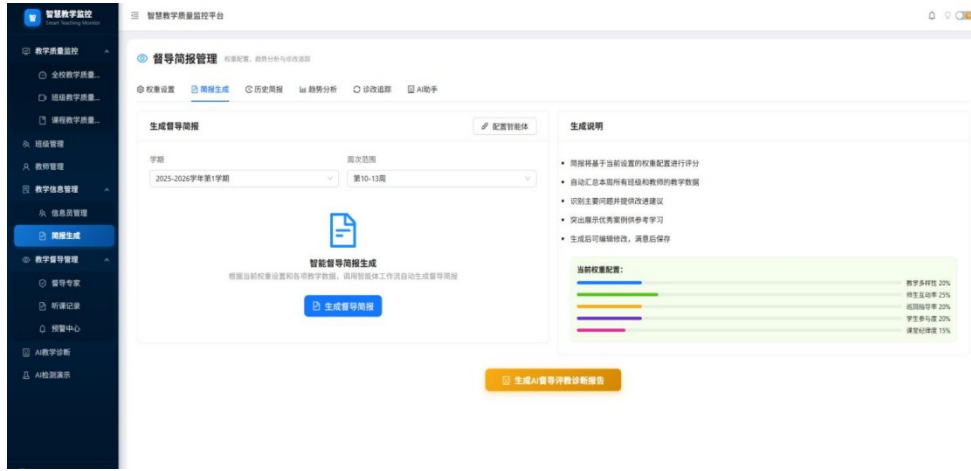 智慧教学监控
Smart Teaching Monitor
智慧教学质量监控平台
教学质量监控
全校教学质量...
班级教学质量...
课程教学质量...
班级管理
教师管理
教学信息管理
信息员管理
简报生成
教学督导管理
督导专家
听课记录
预警中心
AI教学诊断
AI检测演示
督导简报管理 权重配置、趋势分析与诊改追踪
权重设置 简报生成 历史简报 趋势分析 诊改追踪 AI助手
生成督导简报 配置智能体
学期 周次范围
2025-2026学年第1学期 第10-13周
智能督导简报生成
根据当前权重设置和各项教学数据，调用智能体工作流自动生成督导简报
生成督导简报
生成说明
简报将基于当前设置的权重配置进行评分
自动汇总本周所有班级和教师的教学数据
识别主要问题并提供改进建议
突出展示优秀案例供参考学习
生成后可编辑修改，满意后保存
当前权重配置：
教学多样性 20%
师生互动率 25%
巡回指导率 20%
学生参与度 20%
课堂纪律度 15%
生成AI督导评教诊断报告